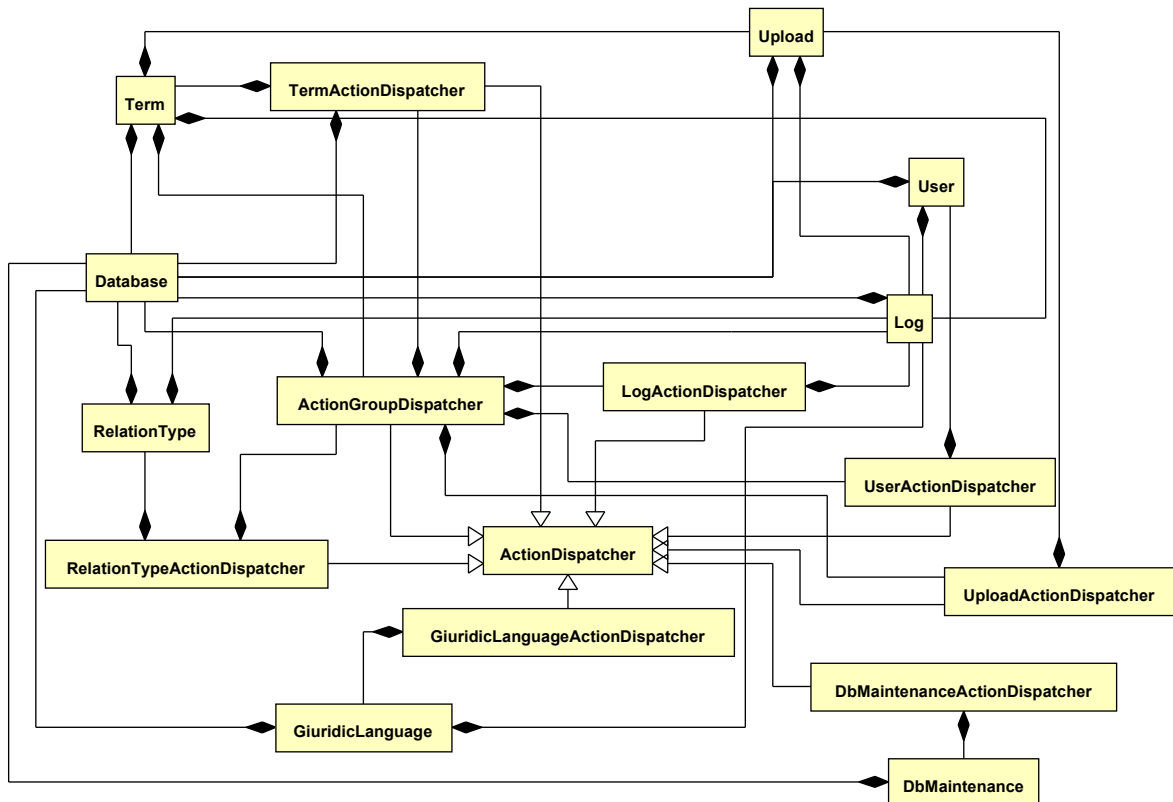 Upload
TermActionDispatcher
Term
User
Database
Log
ActionGroupDispatcher
LogActionDispatcher
RelationType
UserActionDispatcher
ActionDispatcher
RelationTypeActionDispatcher
UploadActionDispatcher
GiuridicLanguageActionDispatcher
DbMaintenanceActionDispatcher
GiuridicLanguage
DbMaintenance